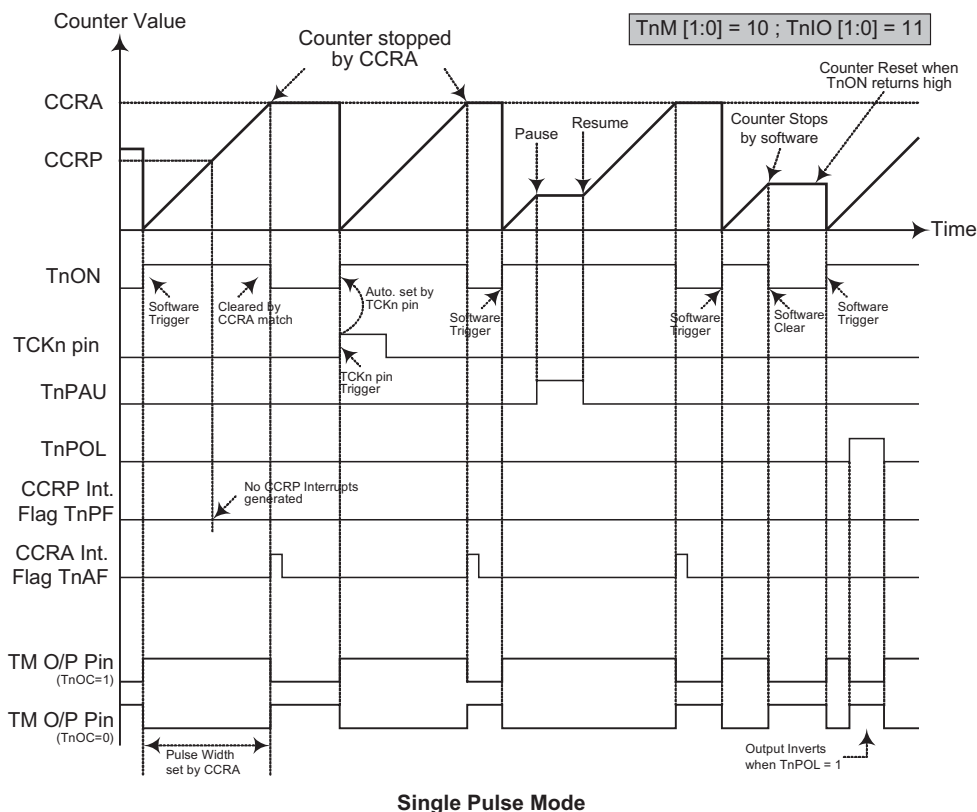 Counter Value
TnM [1:0] = 10 ; TnIO [1:0] = 11
Counter stopped
by CCRA
Counter Reset when
TnON returns high
CCRA
Counter Stops
by software
Pause
Resume
CCRP
Time
TnON
Software
Trigger
Cleared by
CCRA match
Auto. set by
TCKn pin
Software
Trigger
Software
Trigger
Software
Clear
Software
Trigger
TCKn pin
TCKn pin
Trigger
TnPAU
TnPOL
No CCRP Interrupts
generated
CCRP Int.
Flag TnPF
CCRA Int.
Flag TnAF
TM O/P Pin
(TnOC=1)
TM O/P Pin
(TnOC=0)
Pulse Width
set by CCRA
Output Inverts
when TnPOL = 1
Single Pulse Mode